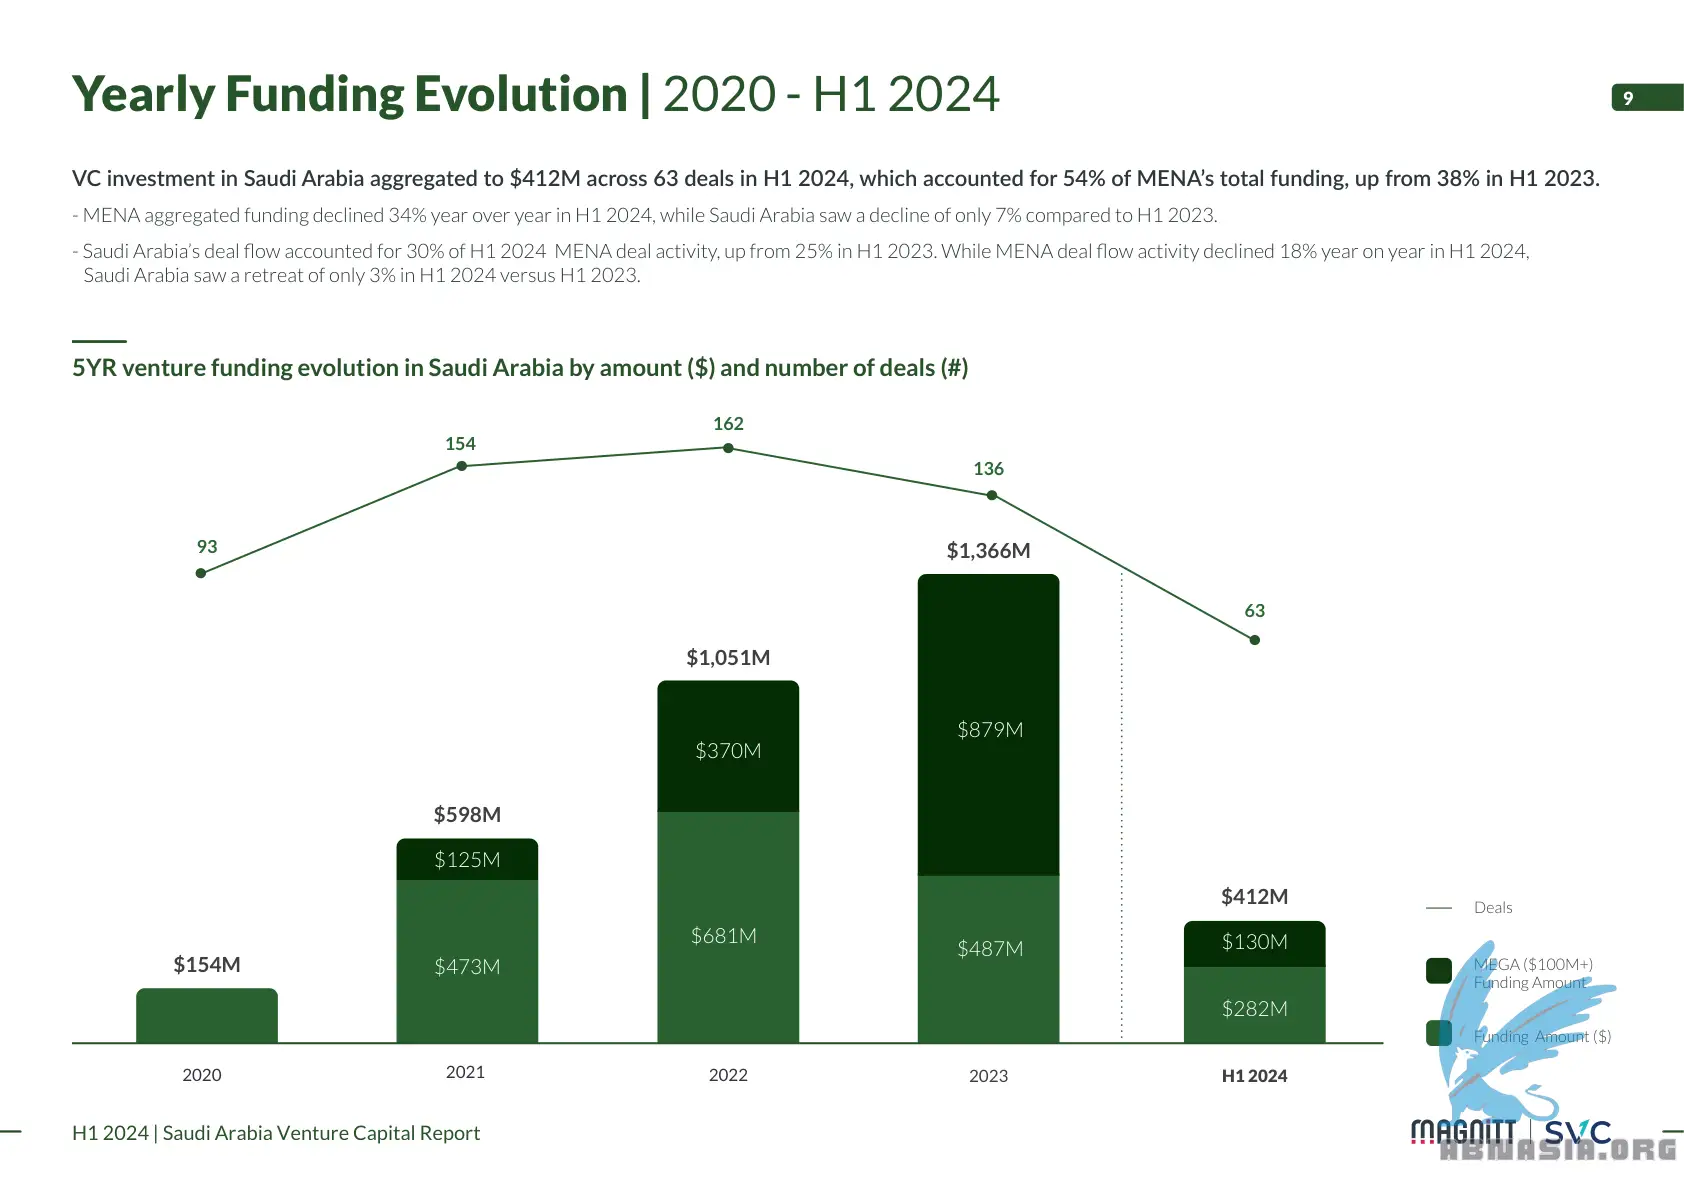 Yearly Funding Evolution | 2020 - H1 2024
9
VC investment in Saudi Arabia aggregated to $412M across 63 deals in H1 2024, which accounted for 54% of MENA’s total funding, up from 38% in H1 2023.
- MENA aggregated funding declined 34% year over year in H1 2024, while Saudi Arabia saw a decline of only 7% compared to H1 2023.
- Saudi Arabia’s deal flow accounted for 30% of H1 2024 MENA deal activity, up from 25% in H1 2023. While MENA deal flow activity declined 18% year on year in H1 2024,
Saudi Arabia saw a retreat of only 3% in H1 2024 versus H1 2023.
5YR venture funding evolution in Saudi Arabia by amount ($) and number of deals (#)
93
154
162
136
63
$154M
$598M
$1,051M
$1,366M
$412M
$125M
$370M
$879M
$130M
$473M
$681M
$487M
$282M
2020
2021
2022
2023
H1 2024
Deals
MEGA ($100M+)
Funding Amount
Funding Amount ($)
H1 2024 | Saudi Arabia Venture Capital Report
MAGNITT | SVC
ABNASIA.ORG